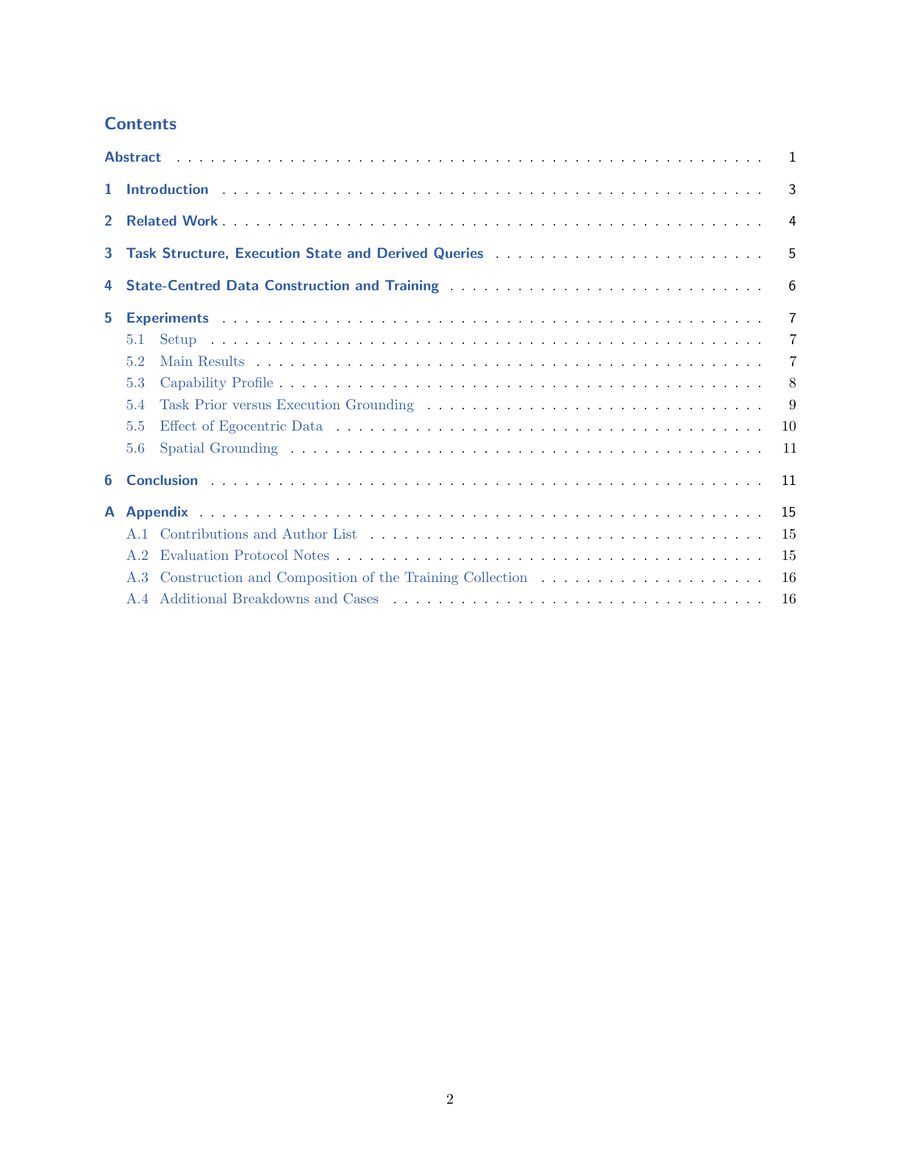 Contents
Abstract . . . . . . . . . . . . . . . . . . . . . . . . . . . . . . . . . . . . . . . . . . . . . . . . . . . . 1
1 Introduction . . . . . . . . . . . . . . . . . . . . . . . . . . . . . . . . . . . . . . . . . . . . . . . . 3
2 Related Work . . . . . . . . . . . . . . . . . . . . . . . . . . . . . . . . . . . . . . . . . . . . . . . . 4
3 Task Structure, Execution State and Derived Queries . . . . . . . . . . . . . . . . . . . . . . . . 5
4 State-Centred Data Construction and Training . . . . . . . . . . . . . . . . . . . . . . . . . . . . 6
5 Experiments . . . . . . . . . . . . . . . . . . . . . . . . . . . . . . . . . . . . . . . . . . . . . . . . 7
5.1 Setup . . . . . . . . . . . . . . . . . . . . . . . . . . . . . . . . . . . . . . . . . . . . . . . . . 7
5.2 Main Results . . . . . . . . . . . . . . . . . . . . . . . . . . . . . . . . . . . . . . . . . . . . . 7
5.3 Capability Profile . . . . . . . . . . . . . . . . . . . . . . . . . . . . . . . . . . . . . . . . . . . 8
5.4 Task Prior versus Execution Grounding . . . . . . . . . . . . . . . . . . . . . . . . . . . . . . 9
5.5 Effect of Egocentric Data . . . . . . . . . . . . . . . . . . . . . . . . . . . . . . . . . . . . . . 10
5.6 Spatial Grounding . . . . . . . . . . . . . . . . . . . . . . . . . . . . . . . . . . . . . . . . . . 11
6 Conclusion . . . . . . . . . . . . . . . . . . . . . . . . . . . . . . . . . . . . . . . . . . . . . . . . . 11
A Appendix . . . . . . . . . . . . . . . . . . . . . . . . . . . . . . . . . . . . . . . . . . . . . . . . . . 15
A.1 Contributions and Author List . . . . . . . . . . . . . . . . . . . . . . . . . . . . . . . . . . . 15
A.2 Evaluation Protocol Notes . . . . . . . . . . . . . . . . . . . . . . . . . . . . . . . . . . . . . . 15
A.3 Construction and Composition of the Training Collection . . . . . . . . . . . . . . . . . . . . 16
A.4 Additional Breakdowns and Cases . . . . . . . . . . . . . . . . . . . . . . . . . . . . . . . . . 16
2